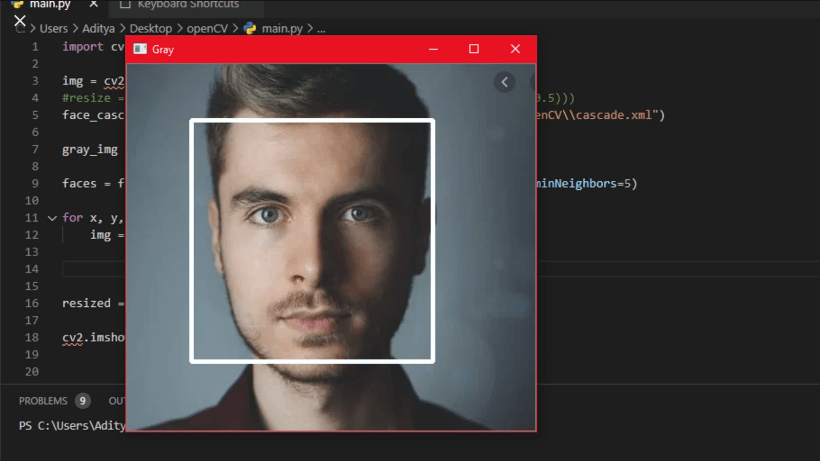 main.py Keyboard Shortcuts
> Users > Aditya > Desktop > openCV > main.py > ...
1 import cv
2
3 img = cv2
4 #resize = 0.5)))
5 face_casc enCV\\cascade.xml")
6
7 gray_img
8
9 faces = f minNeighbors=5)
10
11 for x, y,
12 img =
13
14
15
16 resized =
17
18 cv2.imsho
19
20
Gray
PROBLEMS 9 OU
PS C:\Users\Adity